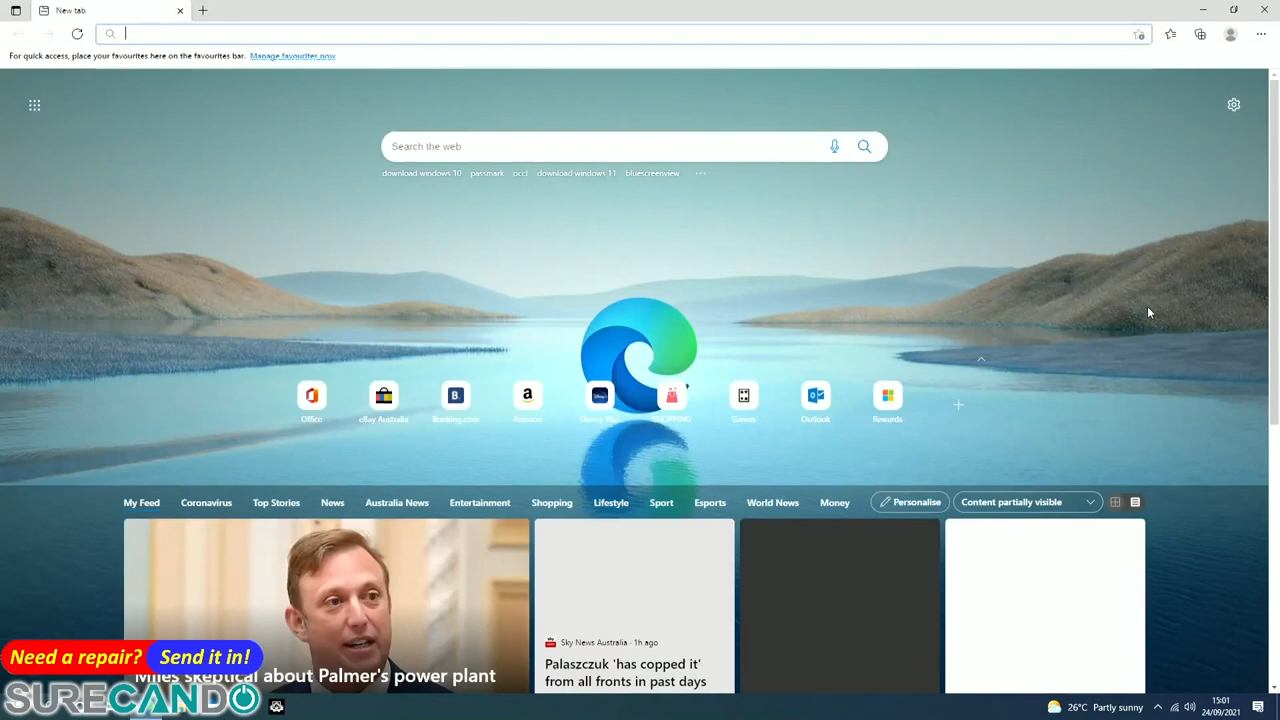 New tab
For quick access, place your favourites here on the favourites bar. Manage favourites now
Search the web
download windows 10 passmark occt download windows 11 bluescreenview ...
Office eBay Australia Booking.com Amazon Disney Plus SHOPPING Games Outlook Rewards
My Feed Coronavirus Top Stories News Australia News Entertainment Shopping Lifestyle Sport Esports World News Money Personalise Content partially visible
Sky News Australia · 1h ago
Palaszczuk 'has copped it'
from all fronts in past days
Miles skeptical about Palmer's power plant
Need a repair? Send it in!
SURECANDO
26°C Partly sunny
15:01
24/09/2021